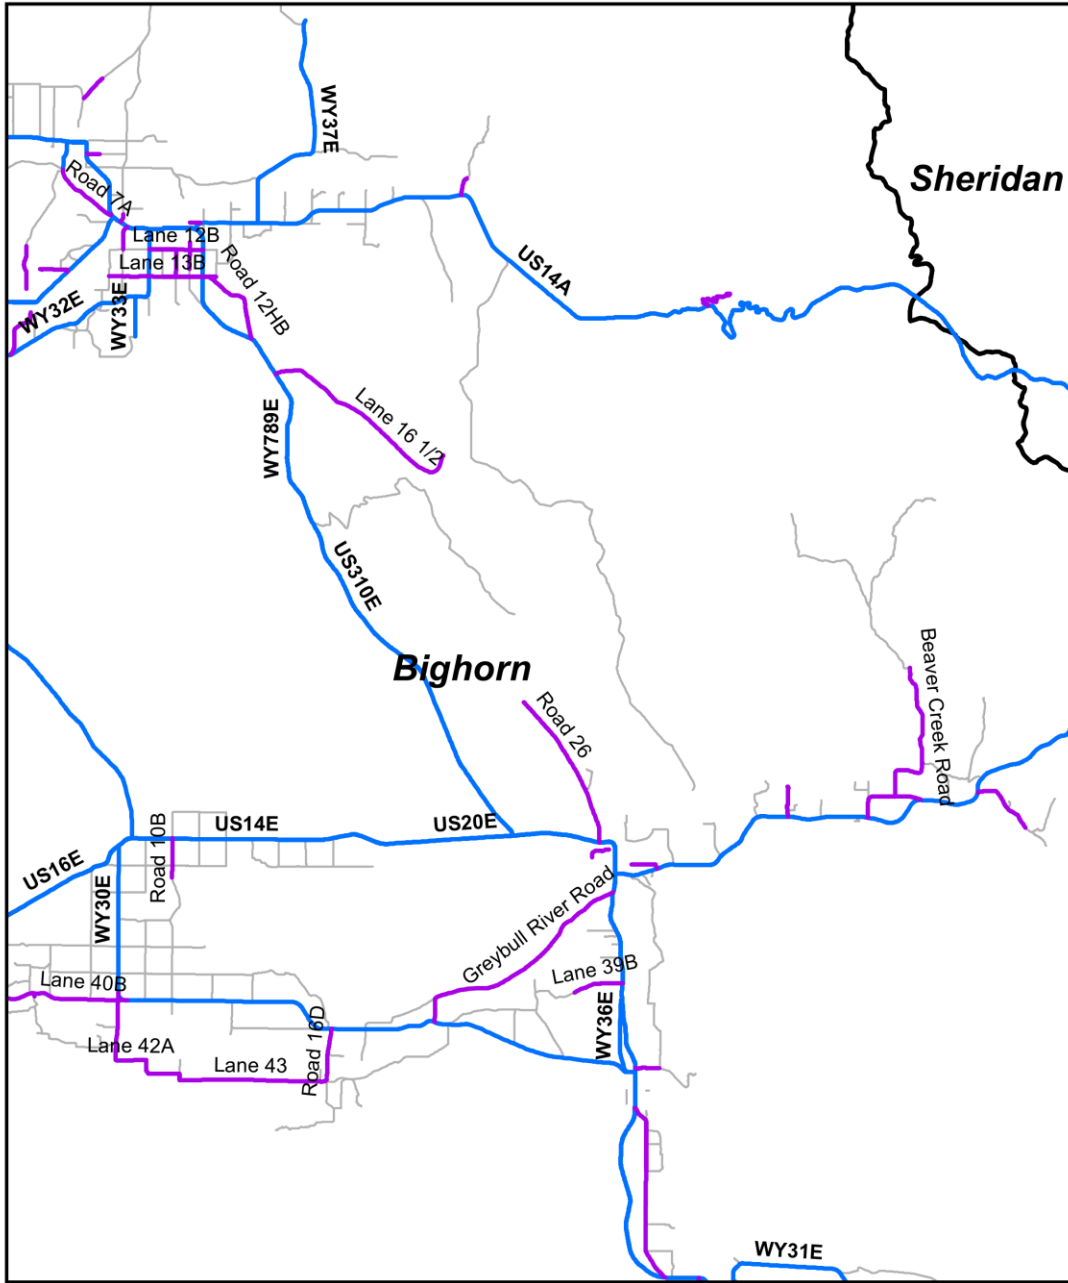 WY37E
Sheridan
Road 7A
Lane 12B
Lane 13B
Road 12HB
US14A
WY32E
WY33E
Lane 16 1/2
WY789E
US310E
Bighorn
Road 26
Beaver Creek Road
US14E
US20E
Road 10B
US16E
WY30E
Greybull River Road
Lane 39B
Lane 40B
WY36E
Road 16D
Lane 42A
Lane 43
WY31E